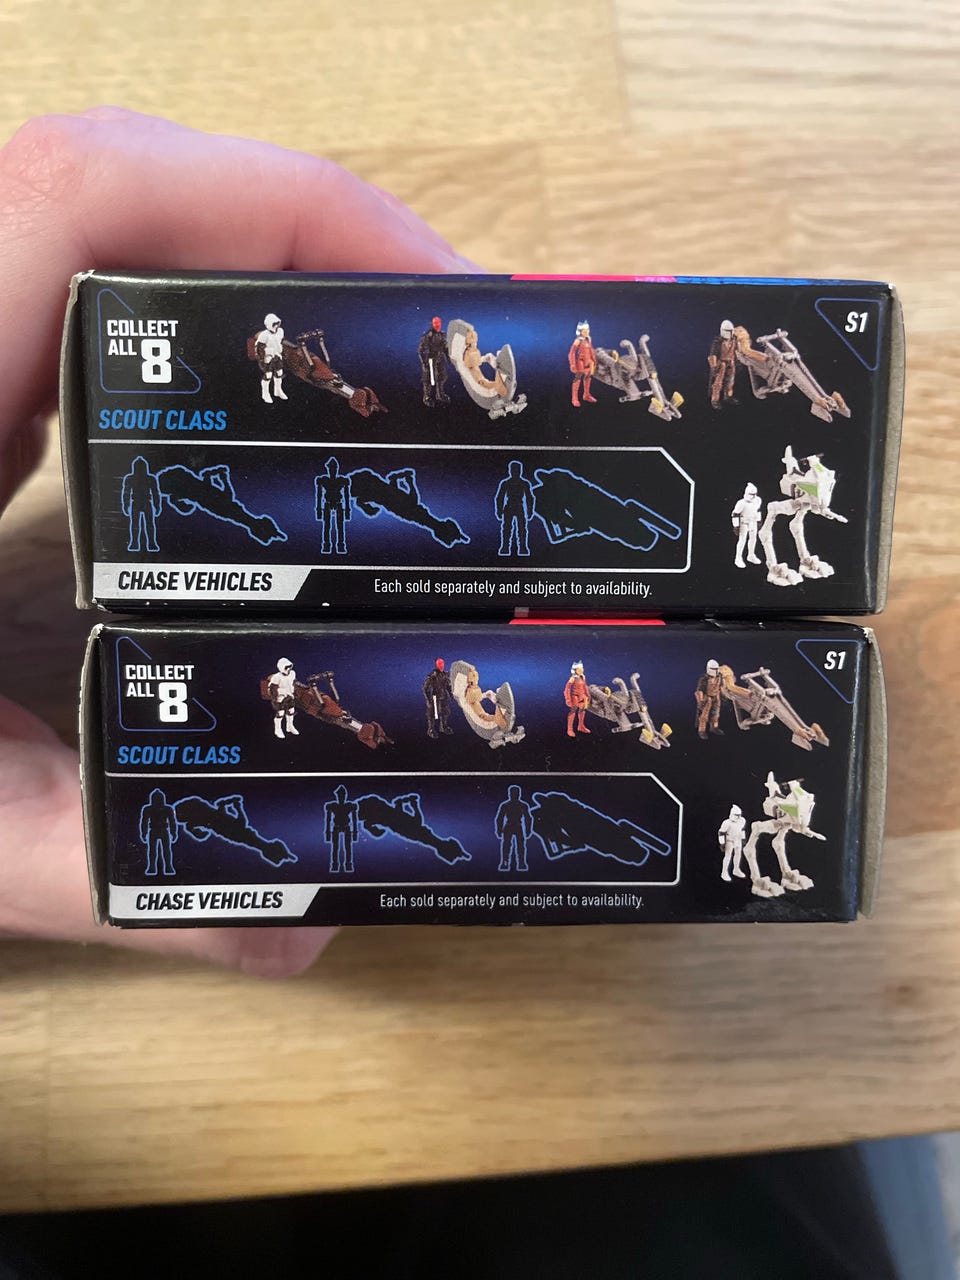 COLLECT
ALL 8
S1
SCOUT CLASS
CHASE VEHICLES
Each sold separately and subject to availability.
COLLECT
ALL 8
S1
SCOUT CLASS
CHASE VEHICLES
Each sold separately and subject to availability.